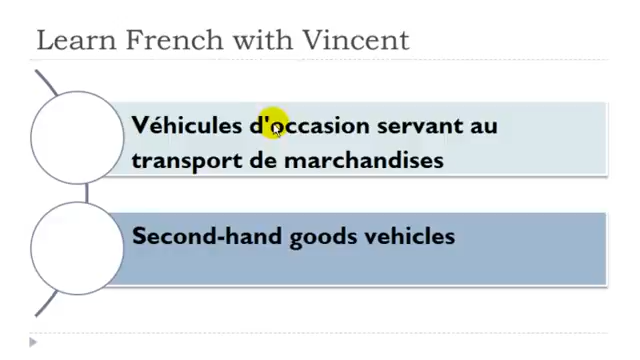 Learn French with Vincent
Véhicules d'occasion servant au
transport de marchandises
Second-hand goods vehicles